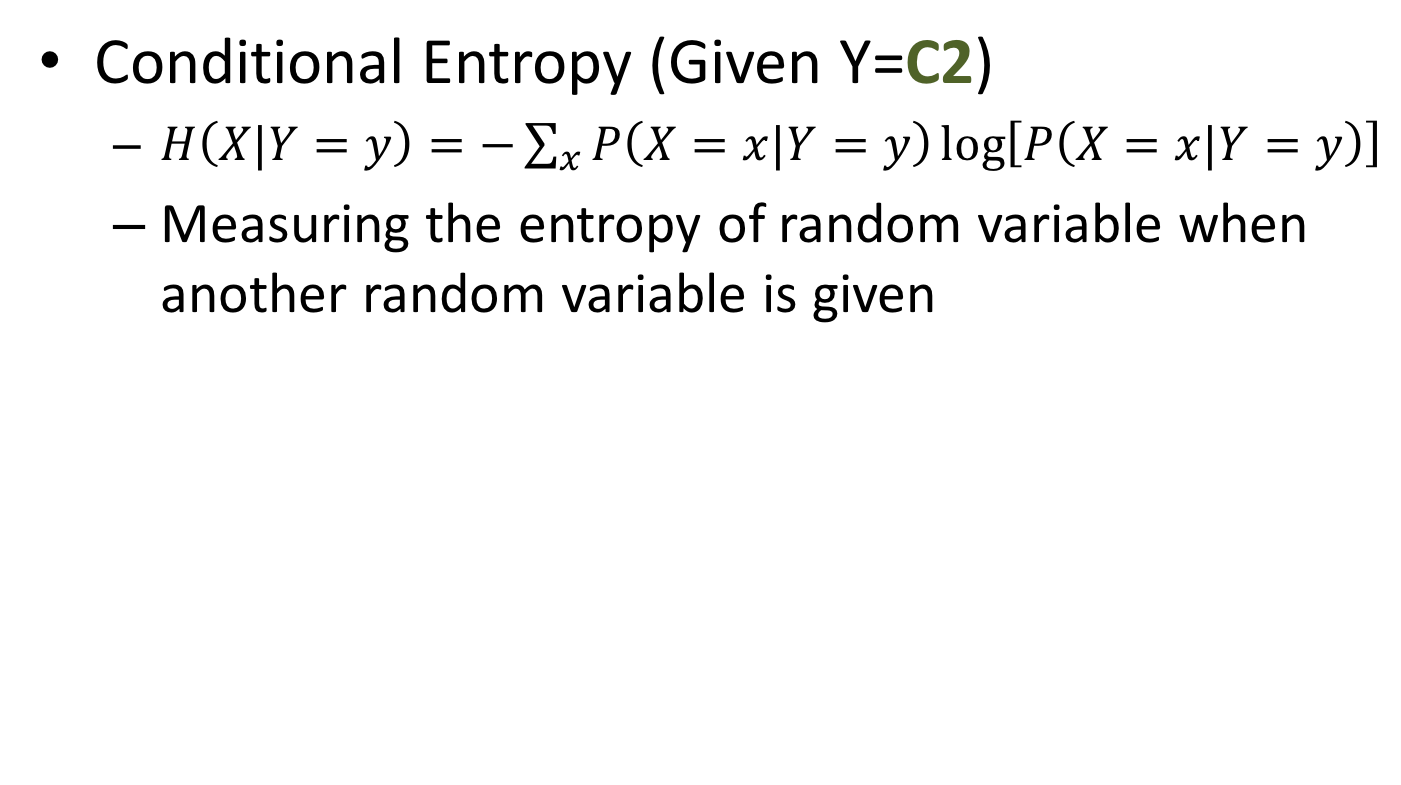 • Conditional Entropy (Given Y=C2)
– H(X|Y = y) = −∑ₓ P(X = x|Y = y) log[P(X = x|Y = y)]
– Measuring the entropy of random variable when
another random variable is given